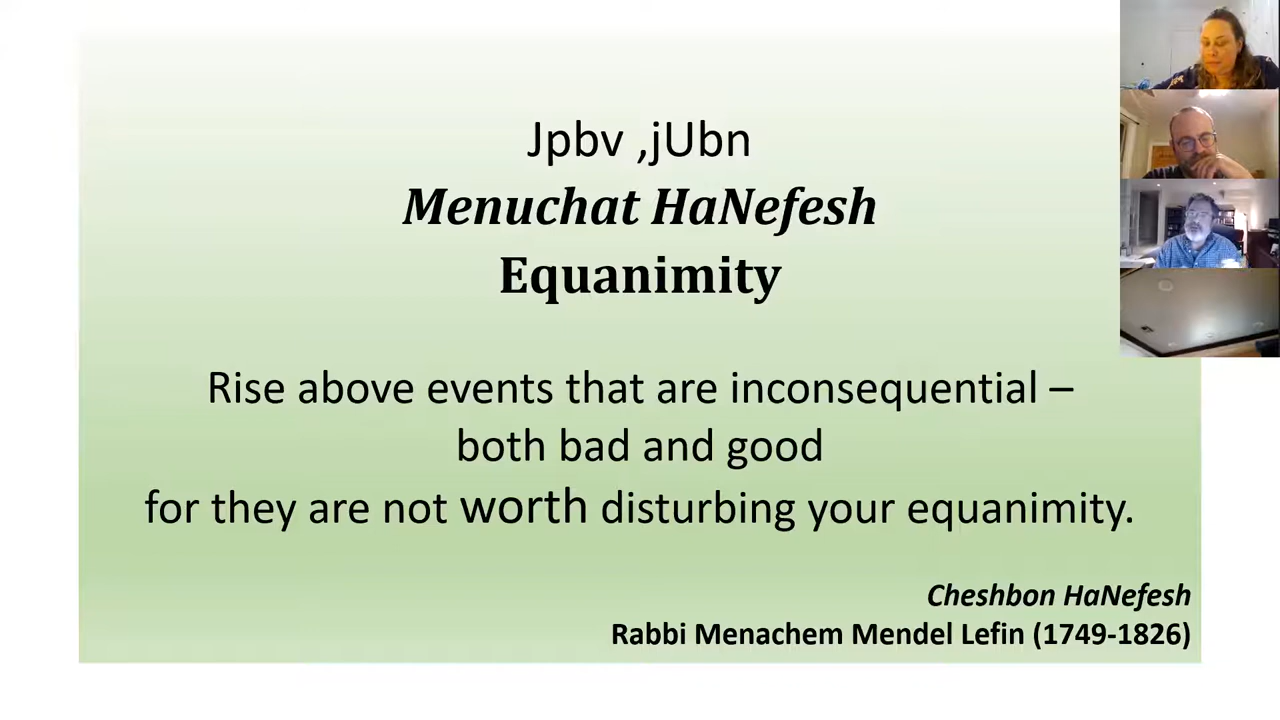 Jpbv ,jUbn
Menuchat HaNefesh
Equanimity
Rise above events that are inconsequential –
both bad and good
for they are not worth disturbing your equanimity.
Cheshbon HaNefesh
Rabbi Menachem Mendel Lefin (1749-1826)